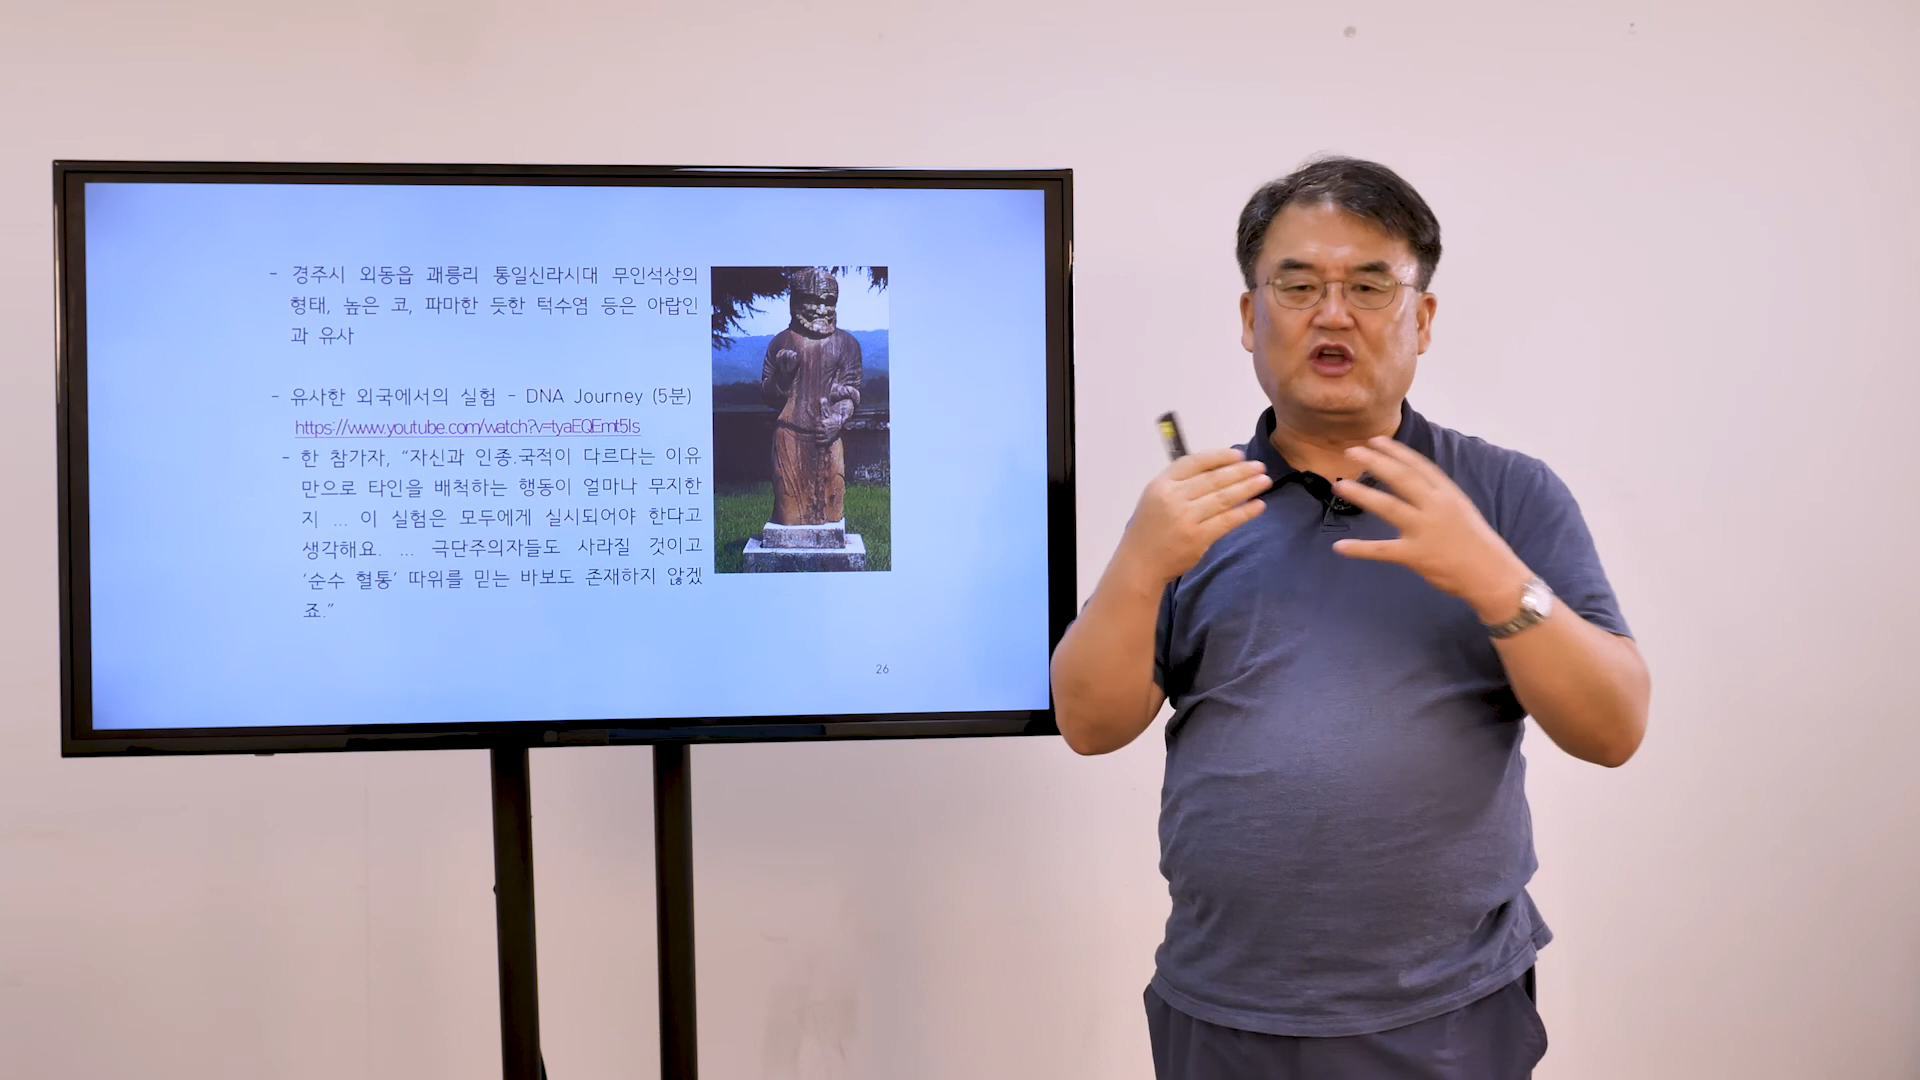 - 경주시 외동읍 괘릉리 통일신라시대 무인석상의
형태, 높은 코, 파마한 듯한 턱수염 등은 아랍인
과 유사
- 유사한 외국에서의 실험 - DNA Journey (5분)
https://www.youtube.com/watch?v=tyaEQEmt5ls
- 한 참가자, “자신과 인종.국적이 다르다는 이유
만으로 타인을 배척하는 행동이 얼마나 무지한
지 ... 이 실험은 모두에게 실시되어야 한다고
생각해요. ... 극단주의자들도 사라질 것이고
‘순수 혈통’ 따위를 믿는 바보도 존재하지 않겠
죠.”
26